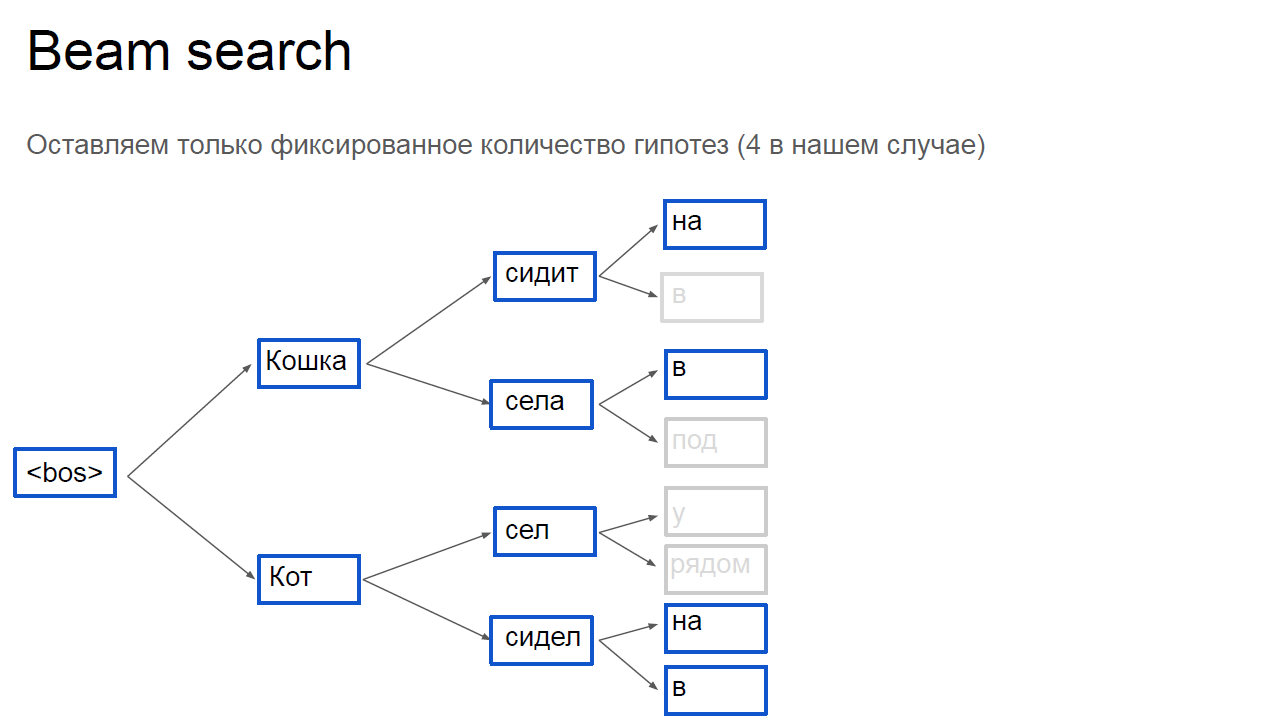 Beam search
Оставляем только фиксированное количество гипотез (4 в нашем случае)
на
сидит
в
Кошка
в
села
под
<bos>
у
сел
рядом
Кот
на
сидел
в